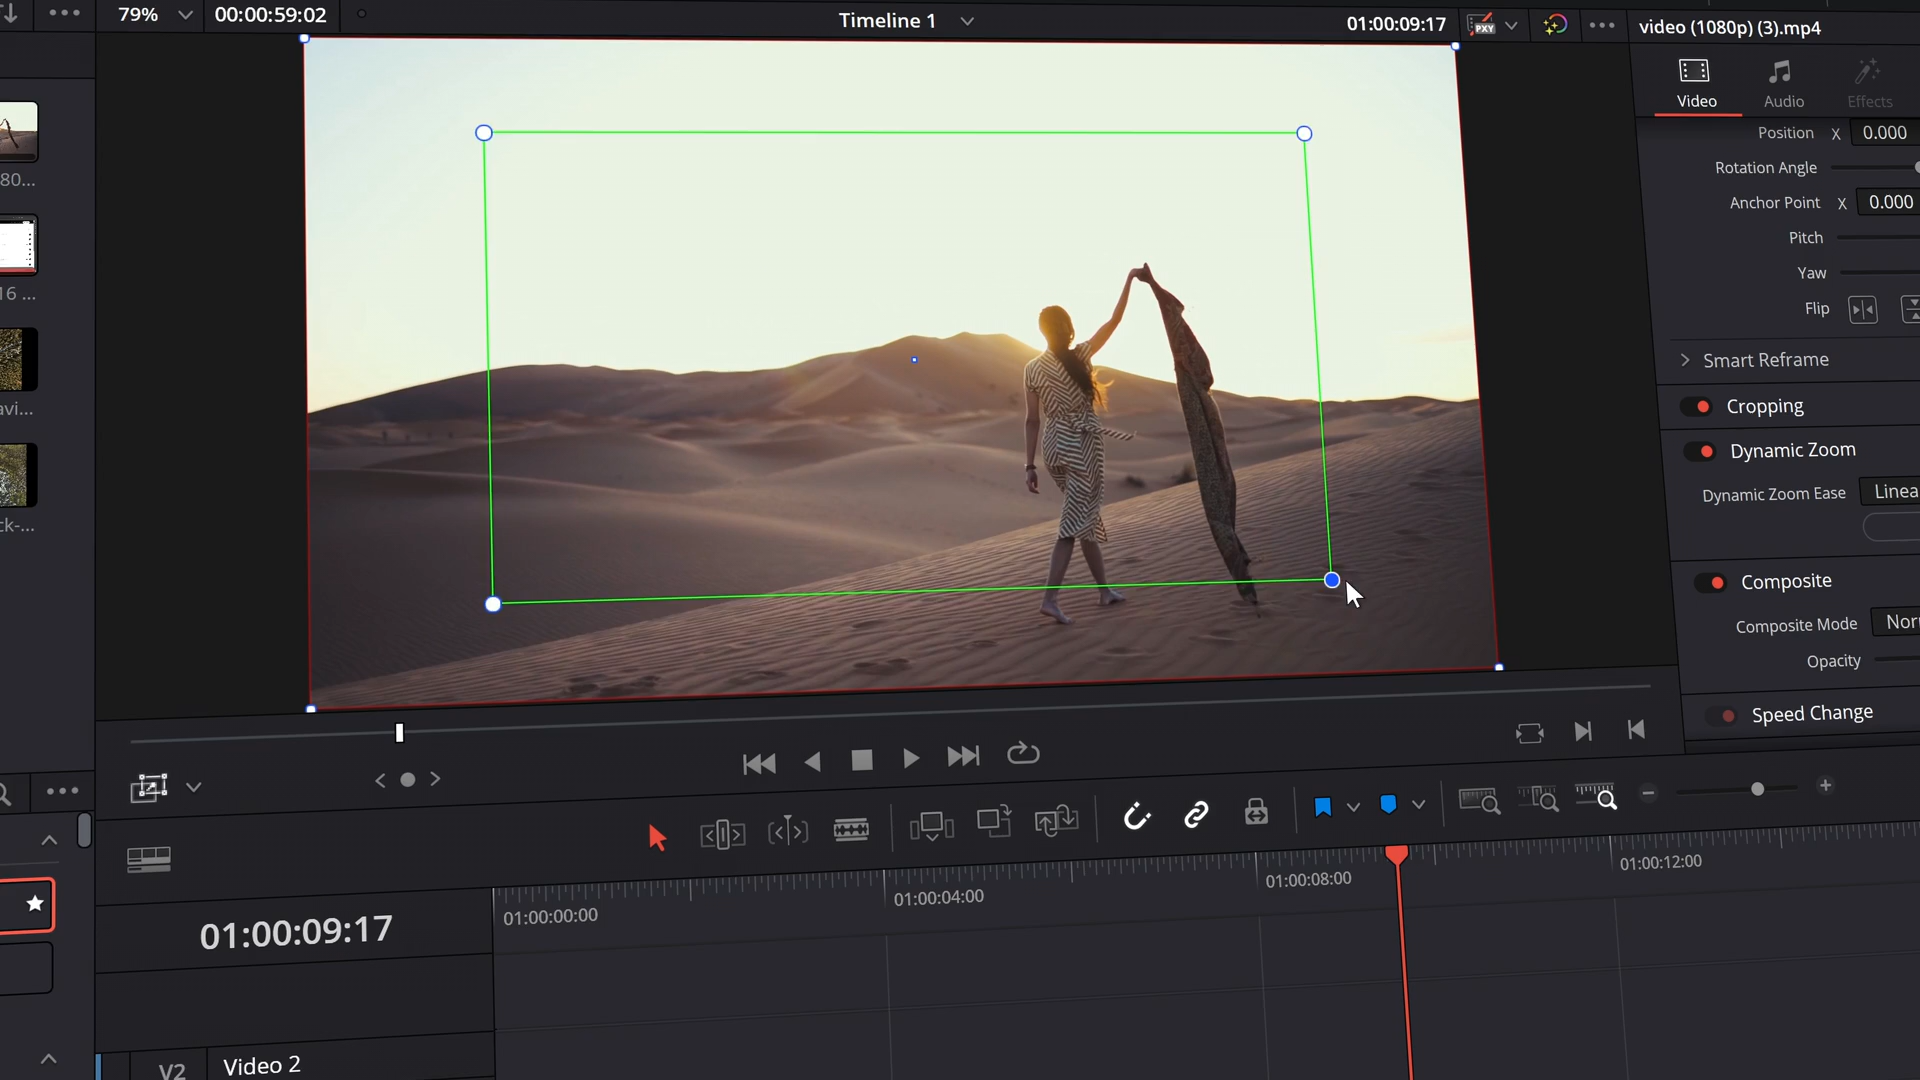 79%
00:00:59:02
Timeline 1
01:00:09:17
PXY
video (1080p) (3).mp4
Video
Audio
Effects
Position X 0.000
Rotation Angle
Anchor Point X 0.000
Pitch
Yaw
Flip
Smart Reframe
Cropping
Dynamic Zoom
Dynamic Zoom Ease Linea
Composite
Composite Mode Nor
Opacity
Speed Change
80...
16 ...
avi...
ck-...
01:00:09:17
01:00:00:00
01:00:04:00
01:00:08:00
01:00:12:00
V2
Video 2